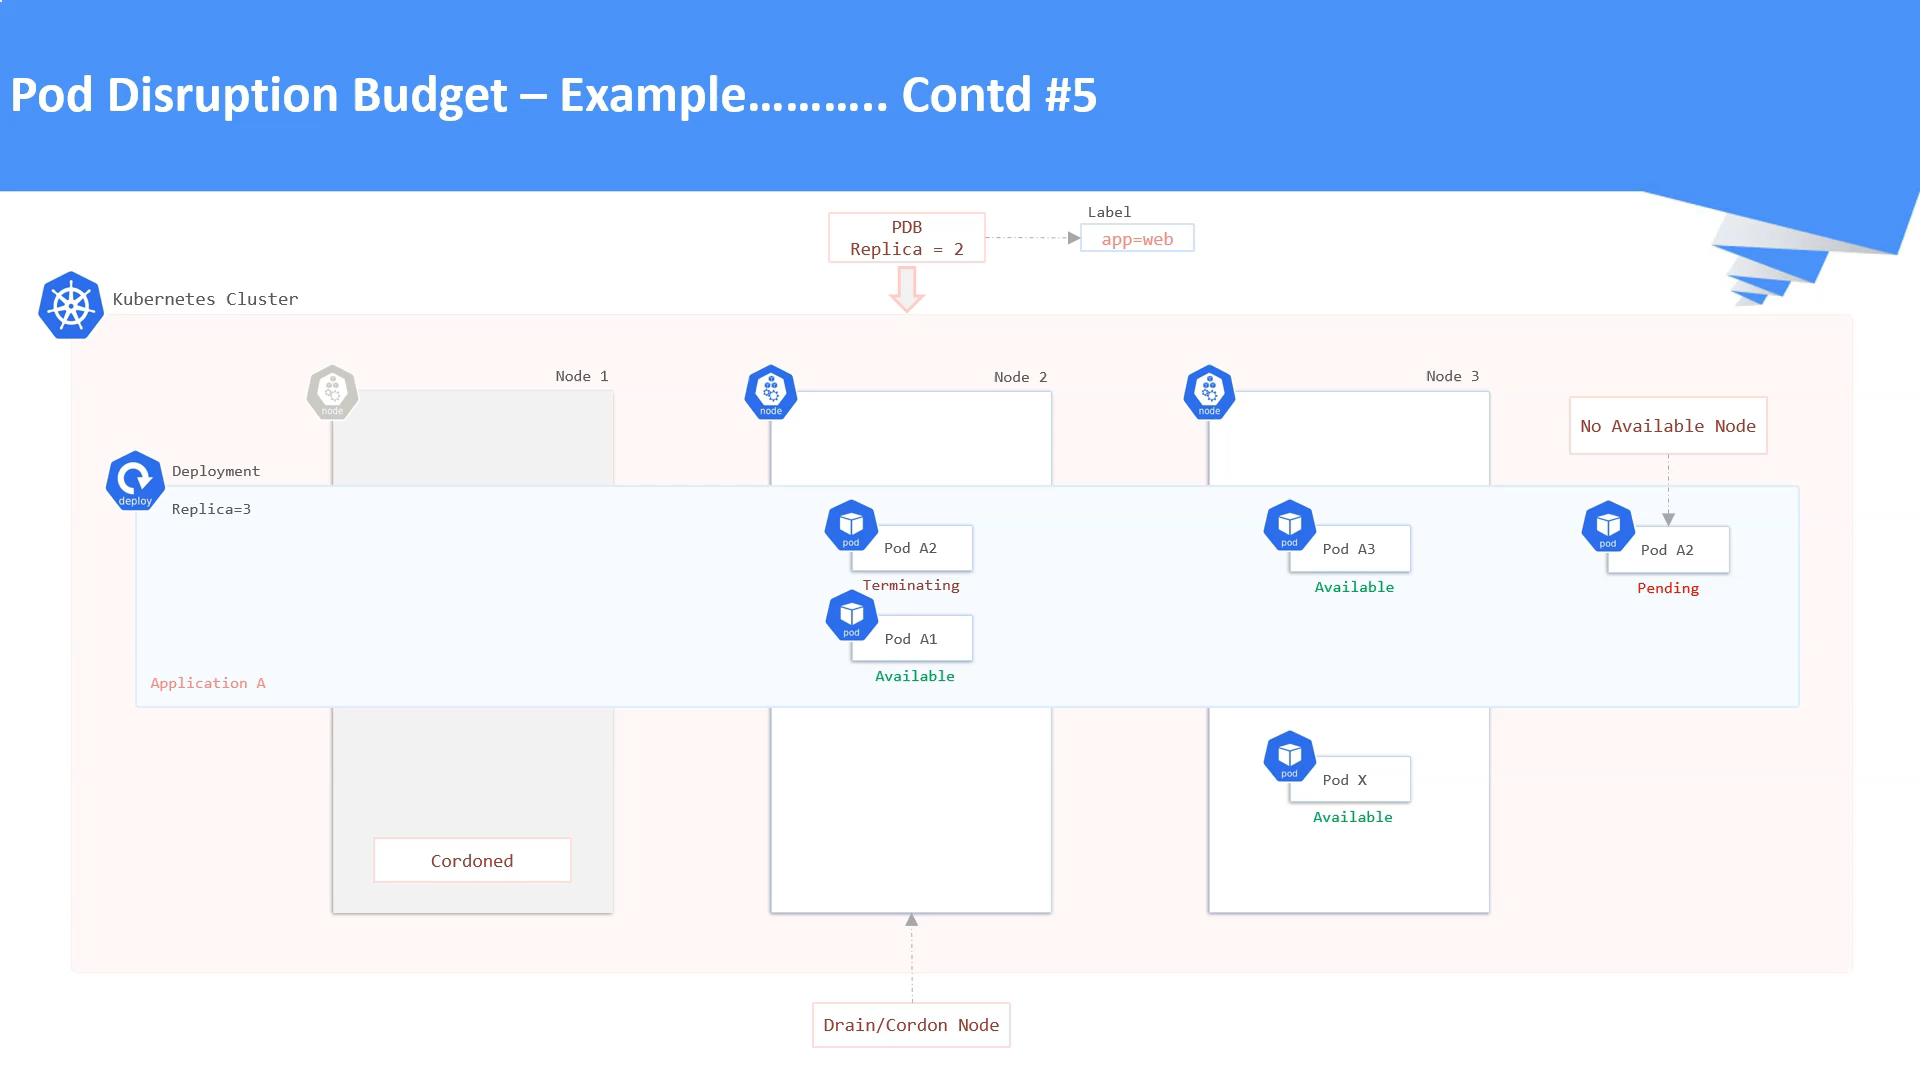 Pod Disruption Budget – Example……….. Contd #5
PDB
Replica = 2
Label
app=web
Kubernetes Cluster
Node 1
node
Node 2
node
Node 3
node
No Available Node
deploy
Deployment
Replica=3
pod
Pod A2
Terminating
pod
Pod A1
Available
pod
Pod A3
Available
pod
Pod A2
Pending
Application A
pod
Pod X
Available
Cordoned
Drain/Cordon Node